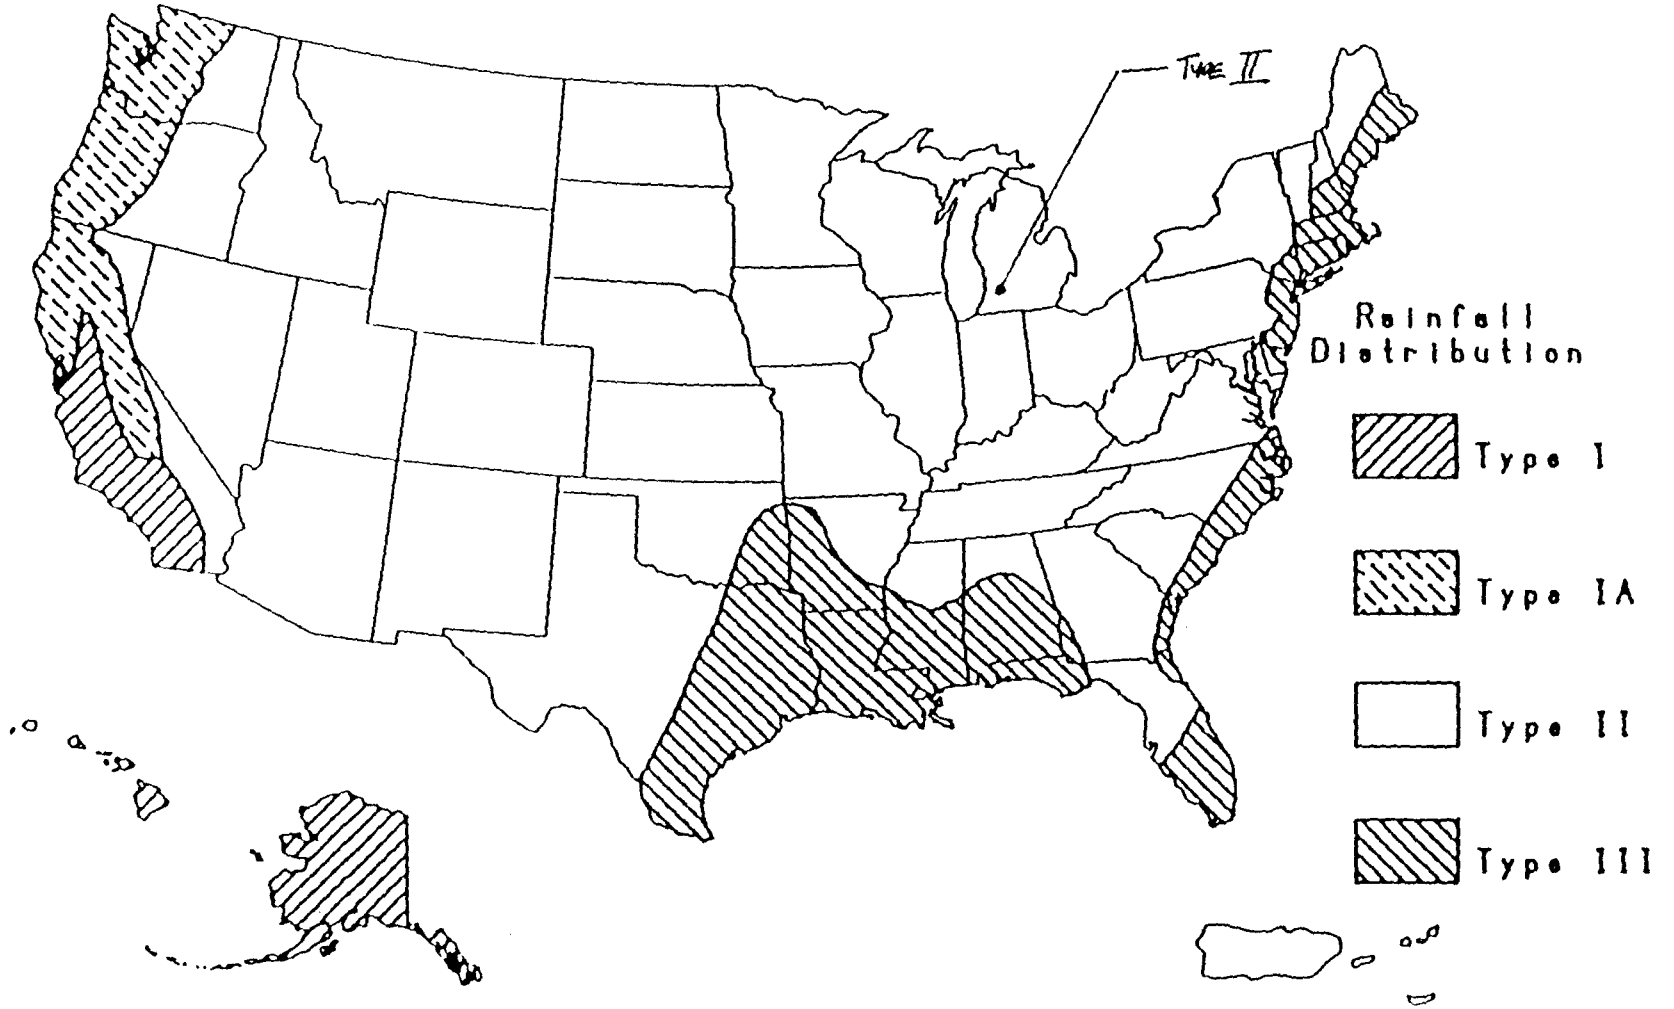 TYPE II
Rainfall
Distribution
Type I
Type IA
Type II
Type III